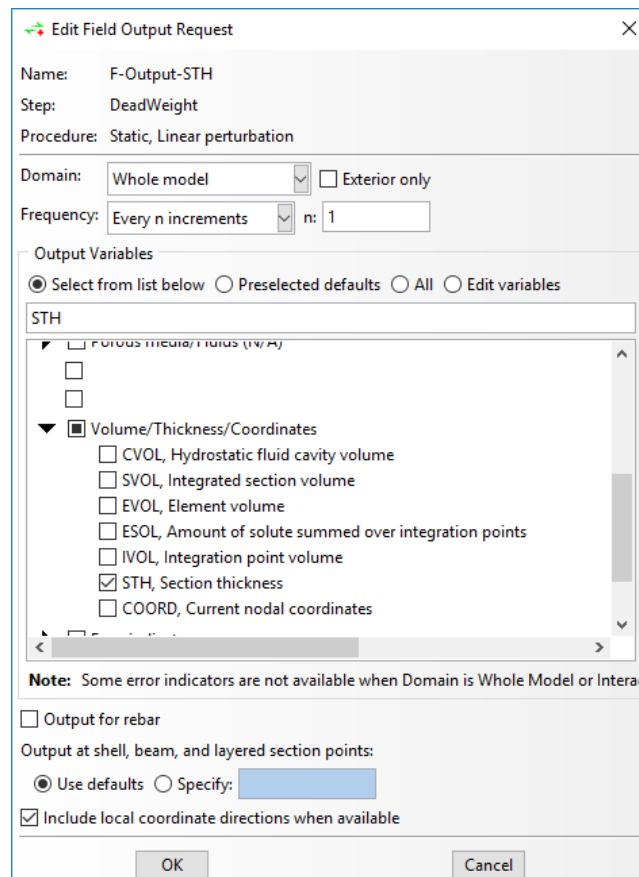 Edit Field Output Request
Name: F-Output-STH
Step: DeadWeight
Procedure: Static, Linear perturbation
Domain: Whole model Exterior only
Frequency: Every n increments n: 1
Output Variables
Select from list below Preselected defaults All Edit variables
STH
Porous media/Fluids (N/A)
Volume/Thickness/Coordinates
CVOL, Hydrostatic fluid cavity volume
SVOL, Integrated section volume
EVOL, Element volume
ESOL, Amount of solute summed over integration points
IVOL, Integration point volume
STH, Section thickness
COORD, Current nodal coordinates
Note: Some error indicators are not available when Domain is Whole Model or Intera
Output for rebar
Output at shell, beam, and layered section points:
Use defaults Specify:
Include local coordinate directions when available
OK Cancel